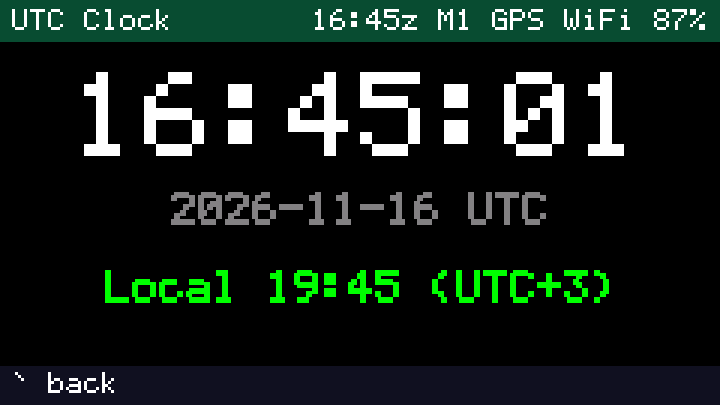 UTC Clock 16:45z M1 GPS WiFi 87%
16:45:01
2026-11-16 UTC
Local 19:45 (UTC+3)
` back